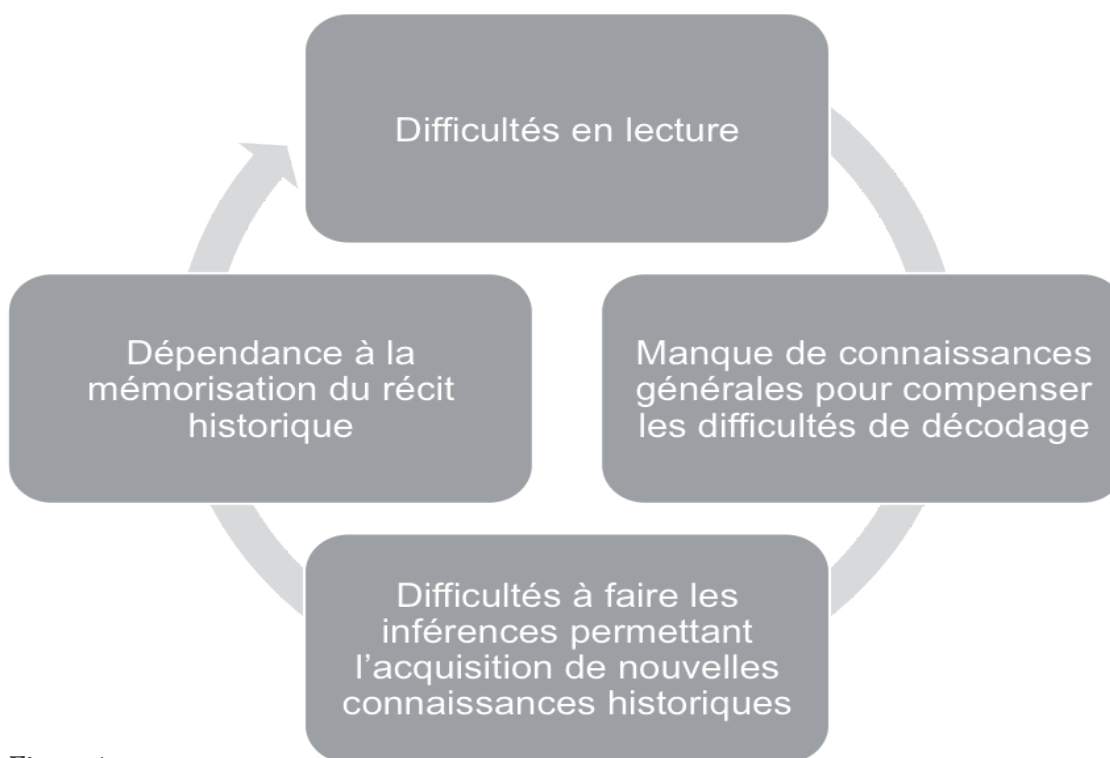 Difficultés en lecture
Manque de connaissances
générales pour compenser
les difficultés de décodage
Difficultés à faire les
inférences permettant
l’acquisition de nouvelles
connaissances historiques
Dépendance à la
mémorisation du récit
historique